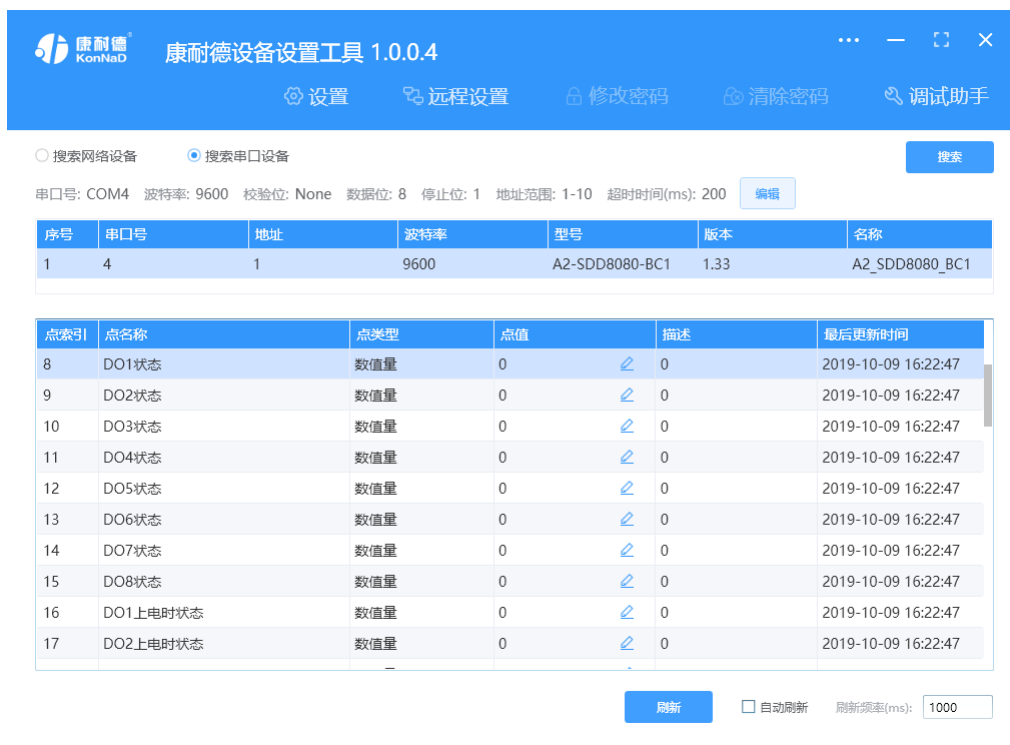 康耐德®
KonNaD
康耐德设备设置工具 1.0.0.4
设置 远程设置 修改密码 清除密码 调试助手
搜索网络设备 搜索串口设备 搜索
串口号: COM4 波特率: 9600 校验位: None 数据位: 8 停止位: 1 地址范围: 1-10 超时时间(ms): 200 编辑
序号 串口号 地址 波特率 型号 版本 名称
1 4 1 9600 A2-SDD8080-BC1 1.33 A2_SDD8080_BC1
点索引 点名称 点类型 点值 描述 最后更新时间
8 DO1状态 数值量 0 0 2019-10-09 16:22:47
9 DO2状态 数值量 0 0 2019-10-09 16:22:47
10 DO3状态 数值量 0 0 2019-10-09 16:22:47
11 DO4状态 数值量 0 0 2019-10-09 16:22:47
12 DO5状态 数值量 0 0 2019-10-09 16:22:47
13 DO6状态 数值量 0 0 2019-10-09 16:22:47
14 DO7状态 数值量 0 0 2019-10-09 16:22:47
15 DO8状态 数值量 0 0 2019-10-09 16:22:47
16 DO1上电时状态 数值量 0 0 2019-10-09 16:22:47
17 DO2上电时状态 数值量 0 0 2019-10-09 16:22:47
刷新 自动刷新 刷新频率(ms): 1000